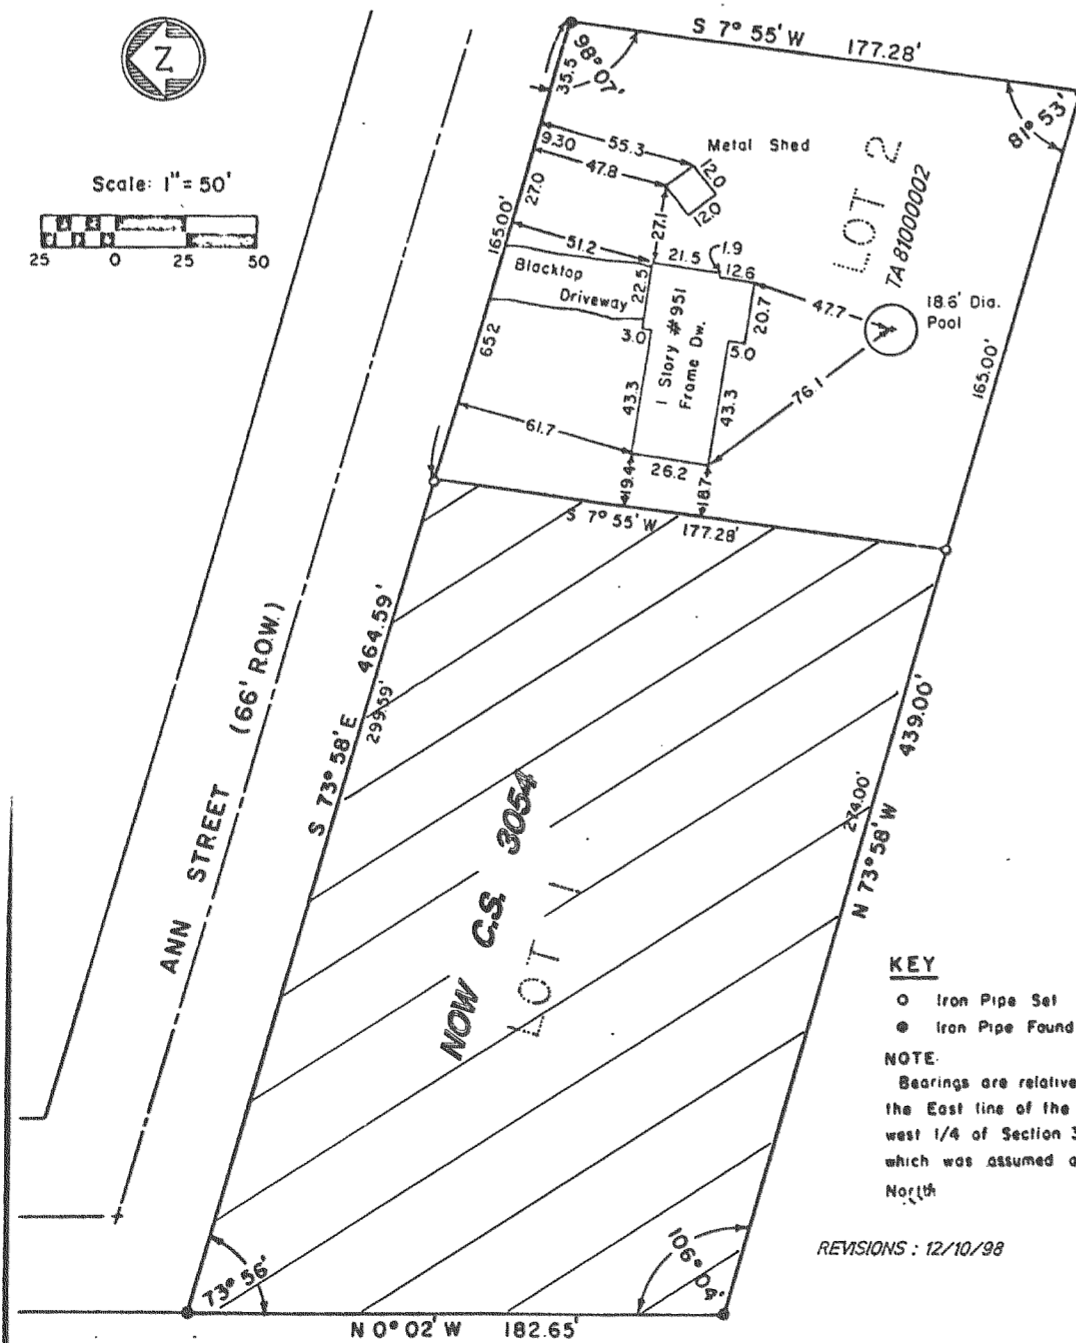 Z
Scale: 1" = 50'
25 0 25 50
S 7° 55' W 177.28'
98° 07'
81° 53'
35.5
9.30
27.0
165.00'
65.2
55.3
47.8
Metal Shed
12.0
12.0
27.1
LOT 2
TA 81000002
51.2
21.5
1.9
12.6
Blacktop
Driveway
22.5
3.0
1 Story #951
Frame Dw.
20.7
5.0
47.7
18.6' Dia.
Pool
76.1
165.00'
43.3
43.3
61.7
26.2
19.4
18.7
S 7° 55' W 177.28'
ANN STREET (66' R.O.W.)
S 73° 58' E 464.59'
299.59'
439.00'
274.00'
N 73° 58' W
NOW C.S. 3054
LOT 1
KEY
Iron Pipe Set
Iron Pipe Found
NOTE:
Bearings are relative
the East line of the
west 1/4 of Section 3
which was assumed a
North
REVISIONS : 12/10/98
73° 56'
106° 04'
N 0° 02' W 182.65'